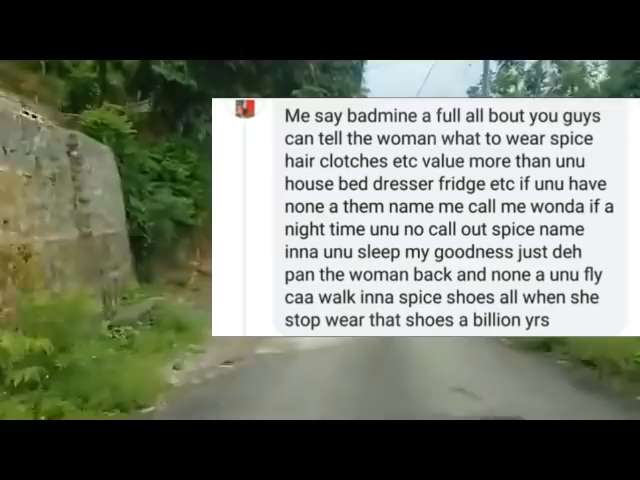 Me say badmine a full all bout you guys
can tell the woman what to wear spice
hair clotches etc value more than unu
house bed dresser fridge etc if unu have
none a them name me call me wonda if a
night time unu no call out spice name
inna unu sleep my goodness just deh
pan the woman back and none a unu fly
caa walk inna spice shoes all when she
stop wear that shoes a billion yrs